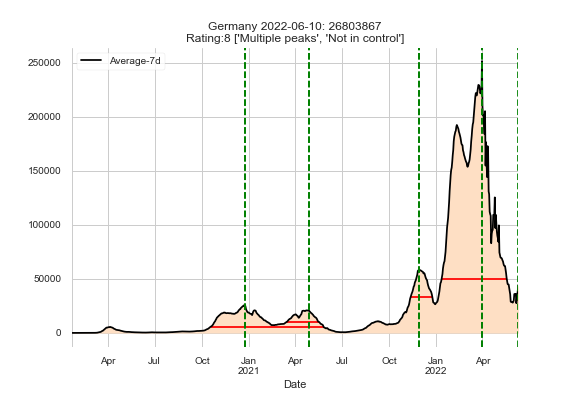 Germany 2022-06-10: 26803867
Rating:8 ['Multiple peaks', 'Not in control']
Average-7d
250000
200000
150000
100000
50000
0
Apr Jul Oct Jan Apr Jul Oct Jan Apr
2021 2022
Date